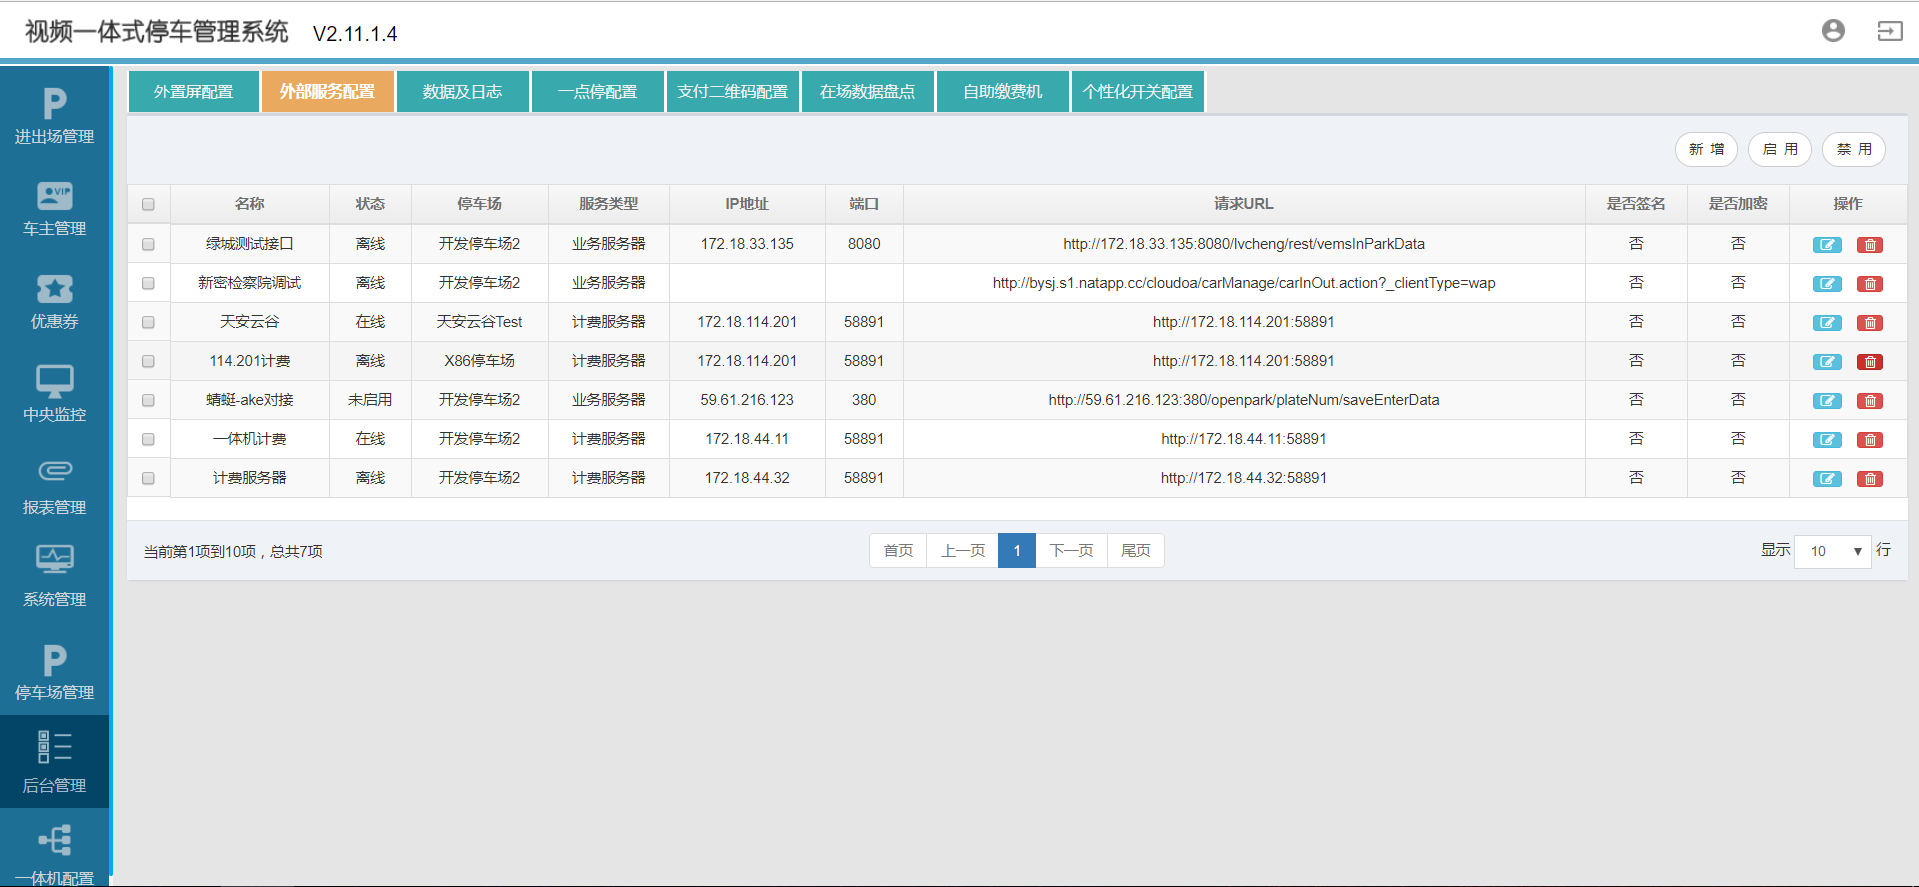 视频一体式停车管理系统 V2.11.1.4
进出场管理
VIP
车主管理
优惠券
中央监控
报表管理
系统管理
停车场管理
后台管理
一体机配置
外置屏配置 外部服务配置 数据及日志 一点停配置 支付二维码配置 在场数据盘点 自助缴费机 个性化开关配置
新 增 启 用 禁 用
名称 状态 停车场 服务类型 IP地址 端口 请求URL 是否签名 是否加密 操作
绿城测试接口 离线 开发停车场2 业务服务器 172.18.33.135 8080 http://172.18.33.135:8080/lvcheng/rest/vemsInParkData 否 否
新密检察院调试 离线 开发停车场2 业务服务器 http://bysj.s1.natapp.cc/cloudoa/carManage/carInOut.action?_clientType=wap 否 否
天安云谷 在线 天安云谷Test 计费服务器 172.18.114.201 58891 http://172.18.114.201:58891 否 否
114.201计费 离线 X86停车场 计费服务器 172.18.114.201 58891 http://172.18.114.201:58891 否 否
蜻蜓-ake对接 未启用 开发停车场2 业务服务器 59.61.216.123 380 http://59.61.216.123:380/openpark/plateNum/saveEnterData 否 否
一体机计费 在线 开发停车场2 计费服务器 172.18.44.11 58891 http://172.18.44.11:58891 否 否
计费服务器 离线 开发停车场2 计费服务器 172.18.44.32 58891 http://172.18.44.32:58891 否 否
当前第1项到10项，总共7项 首页 上一页 1 下一页 尾页 显示 10 行